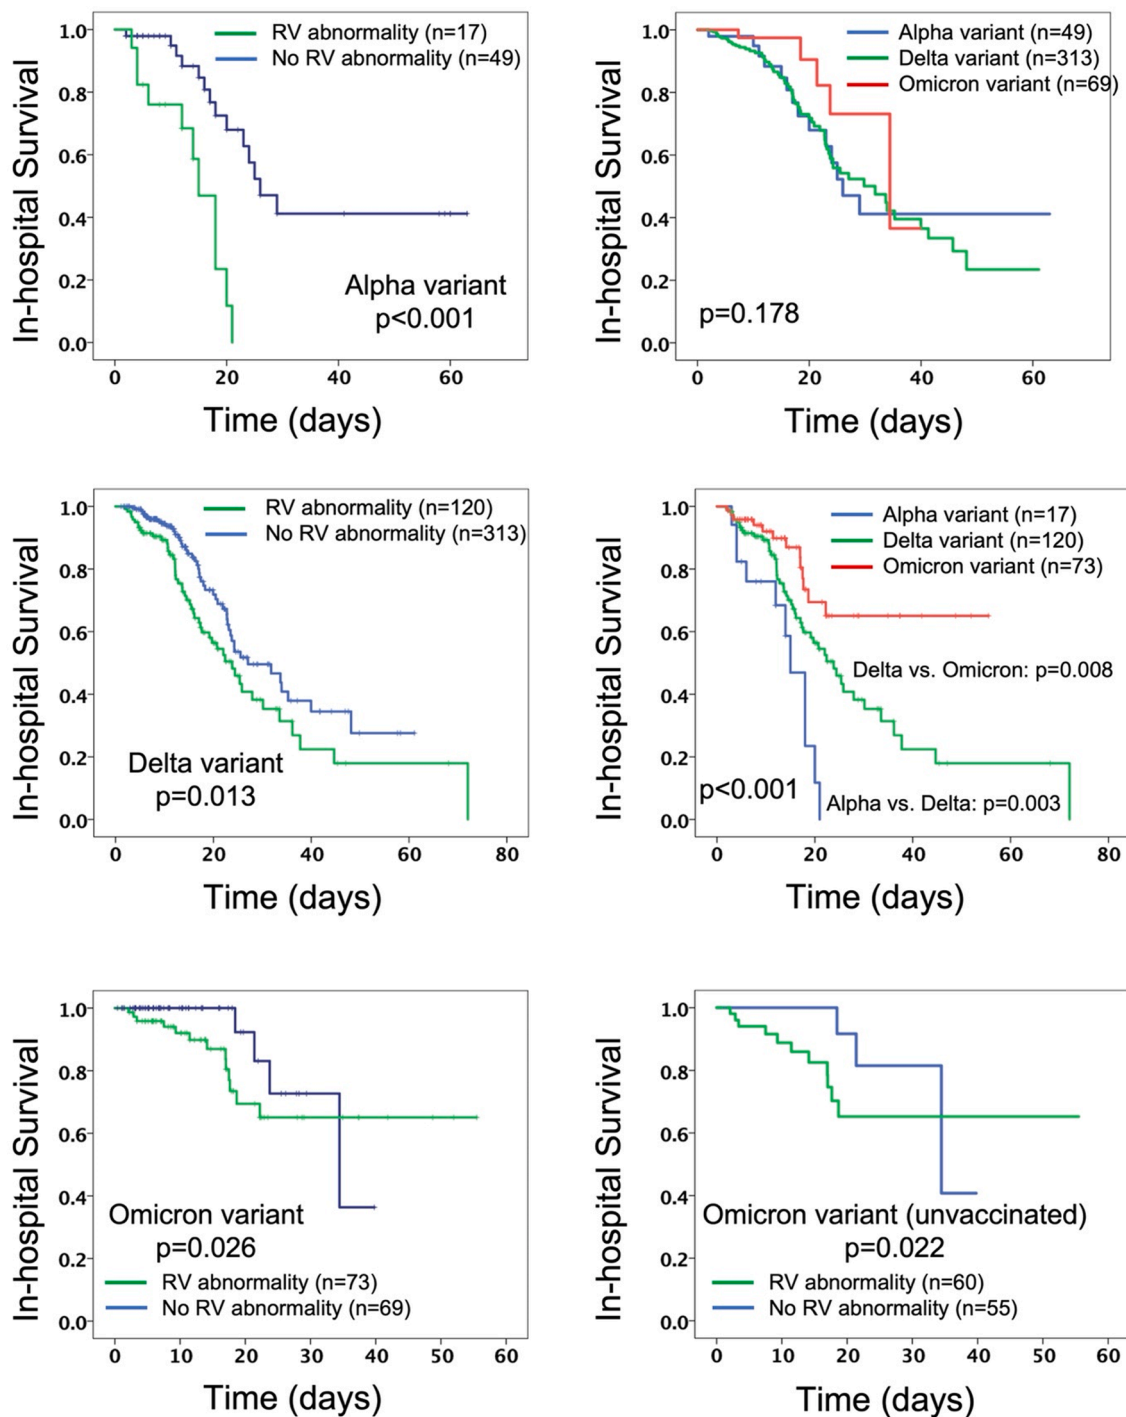 RV abnormality (n=17)
No RV abnormality (n=49)
In-hospital Survival
1.0
0.8
0.6
0.4
0.2
0.0
Alpha variant
p<0.001
0 20 40 60
Time (days)
Alpha variant (n=49)
Delta variant (n=313)
Omicron variant (n=69)
In-hospital Survival
1.0
0.8
0.6
0.4
0.2
0.0
p=0.178
0 20 40 60
Time (days)
RV abnormality (n=120)
No RV abnormality (n=313)
In-hospital Survival
1.0
0.8
0.6
0.4
0.2
0.0
Delta variant
p=0.013
0 20 40 60 80
Time (days)
Alpha variant (n=17)
Delta variant (n=120)
Omicron variant (n=73)
In-hospital Survival
1.0
0.8
0.6
0.4
0.2
0.0
Delta vs. Omicron: p=0.008
p<0.001
Alpha vs. Delta: p=0.003
0 20 40 60 80
Time (days)
In-hospital Survival
1.0
0.8
0.6
0.4
0.2
0.0
Omicron variant
p=0.026
RV abnormality (n=73)
No RV abnormality (n=69)
0 10 20 30 40 50 60
Time (days)
In-hospital Survival
1.0
0.8
0.6
0.4
0.2
0.0
Omicron variant (unvaccinated)
p=0.022
RV abnormality (n=60)
No RV abnormality (n=55)
0 10 20 30 40 50 60
Time (days)